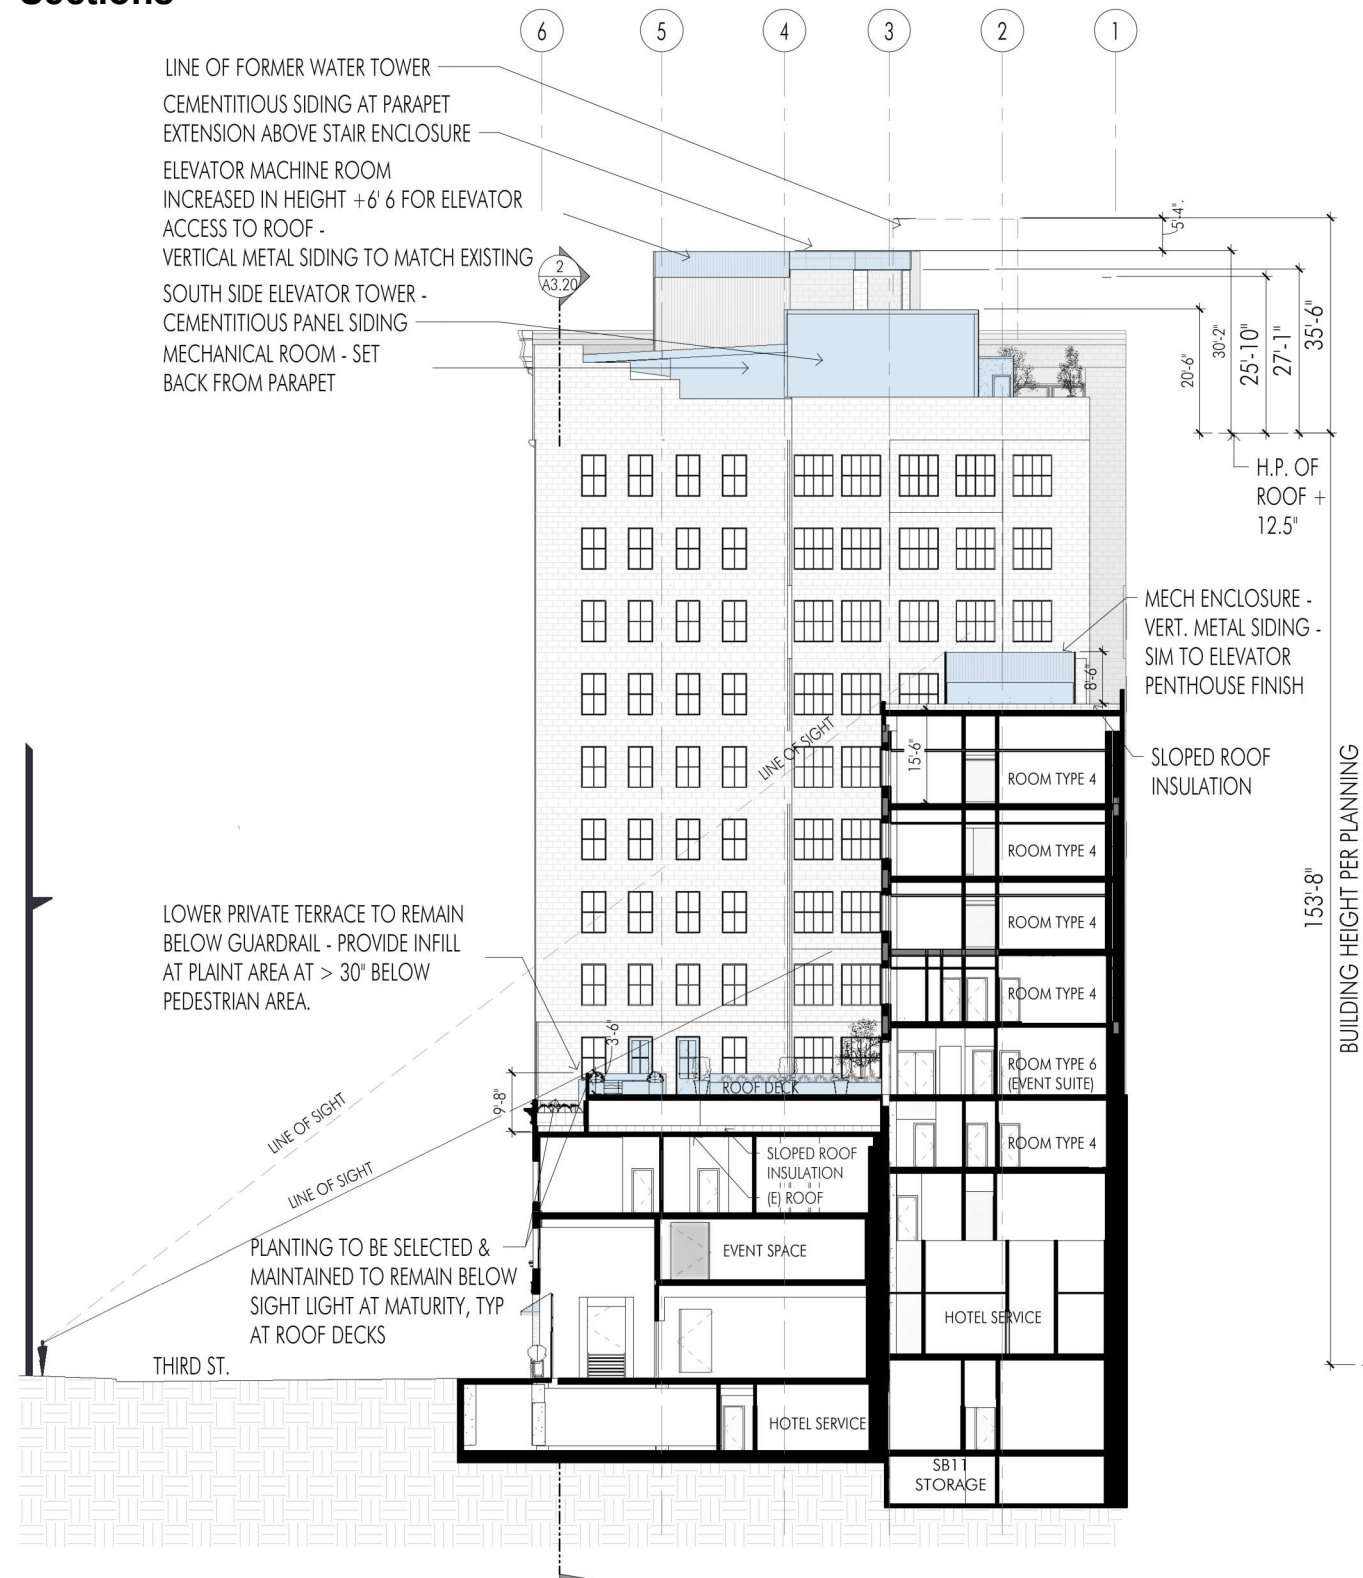 Sections
6 5 4 3 2 1
LINE OF FORMER WATER TOWER
CEMENTITIOUS SIDING AT PARAPET
EXTENSION ABOVE STAIR ENCLOSURE
ELEVATOR MACHINE ROOM
INCREASED IN HEIGHT +6' 6 FOR ELEVATOR
ACCESS TO ROOF -
VERTICAL METAL SIDING TO MATCH EXISTING
SOUTH SIDE ELEVATOR TOWER -
CEMENTITIOUS PANEL SIDING
MECHANICAL ROOM - SET
BACK FROM PARAPET
2
A3.20
5'-4".
20'-6"
30'-2"
25'-10"
27'-1"
35'-6"
H.P. OF
ROOF +
12.5"
MECH ENCLOSURE -
VERT. METAL SIDING -
SIM TO ELEVATOR
PENTHOUSE FINISH
8'-6"
SLOPED ROOF
INSULATION
15'-6"
LINE OF SIGHT
ROOM TYPE 4
ROOM TYPE 4
ROOM TYPE 4
ROOM TYPE 4
ROOM TYPE 6
(EVENT SUITE)
ROOM TYPE 4
153'-8"
BUILDING HEIGHT PER PLANNING
LOWER PRIVATE TERRACE TO REMAIN
BELOW GUARDRAIL - PROVIDE INFILL
AT PLAINT AREA AT > 30" BELOW
PEDESTRIAN AREA.
3'-6"
9'-8"
ROOF DECK
LINE OF SIGHT
LINE OF SIGHT
SLOPED ROOF
INSULATION
(E) ROOF
PLANTING TO BE SELECTED &
MAINTAINED TO REMAIN BELOW
SIGHT LIGHT AT MATURITY, TYP
AT ROOF DECKS
EVENT SPACE
HOTEL SERVICE
THIRD ST.
HOTEL SERVICE
SB11
STORAGE